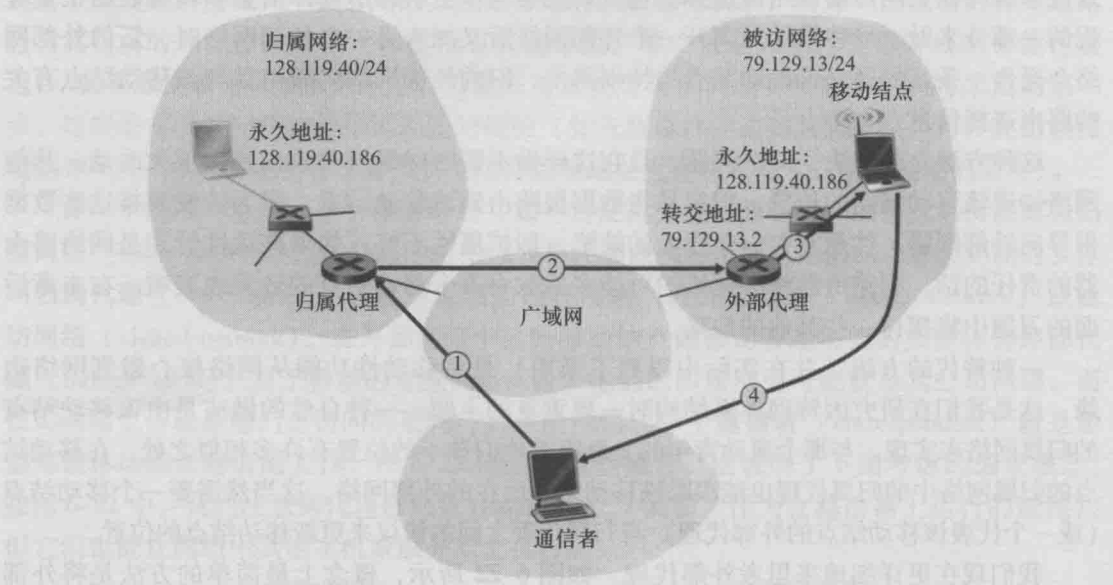 归属网络：
128.119.40/24
被访网络：
79.129.13/24
移动结点
永久地址：
128.119.40.186
永久地址：
128.119.40.186
转交地址：
79.129.13.2
③
②
归属代理
广域网
外部代理
①
④
通信者